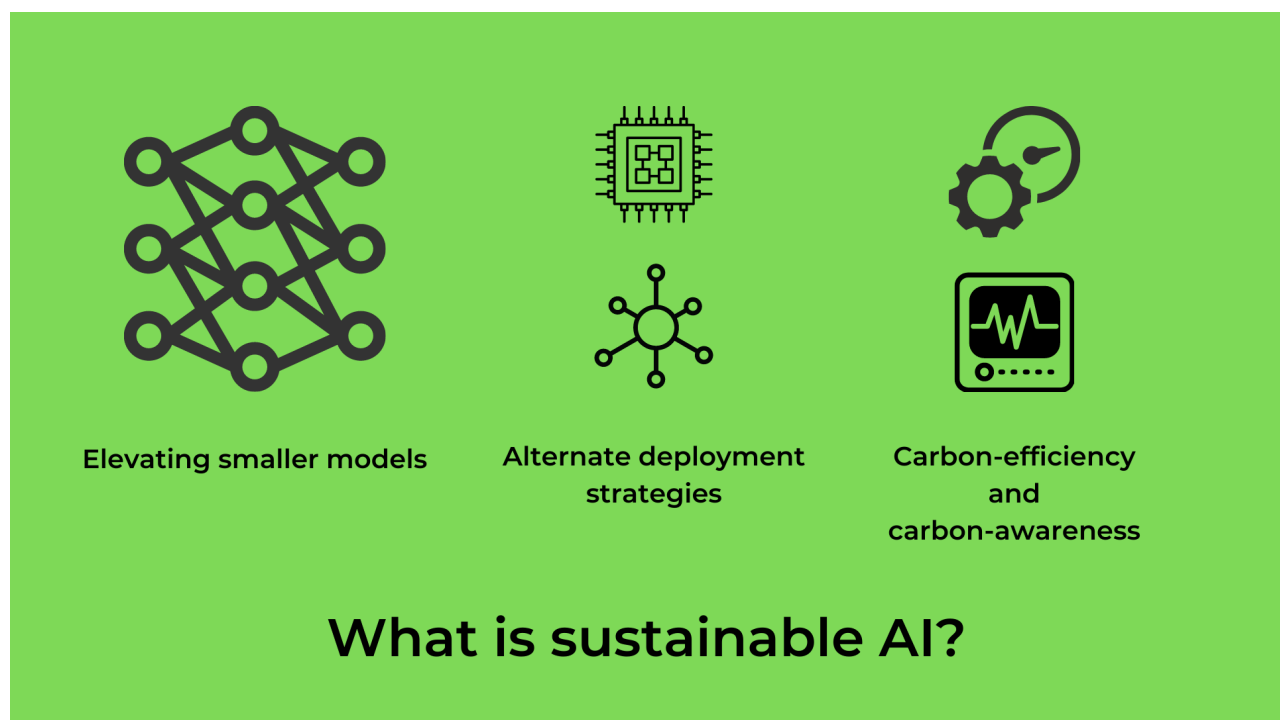 Elevating smaller models
Alternate deployment
strategies
Carbon-efficiency
and
carbon-awareness
What is sustainable AI?